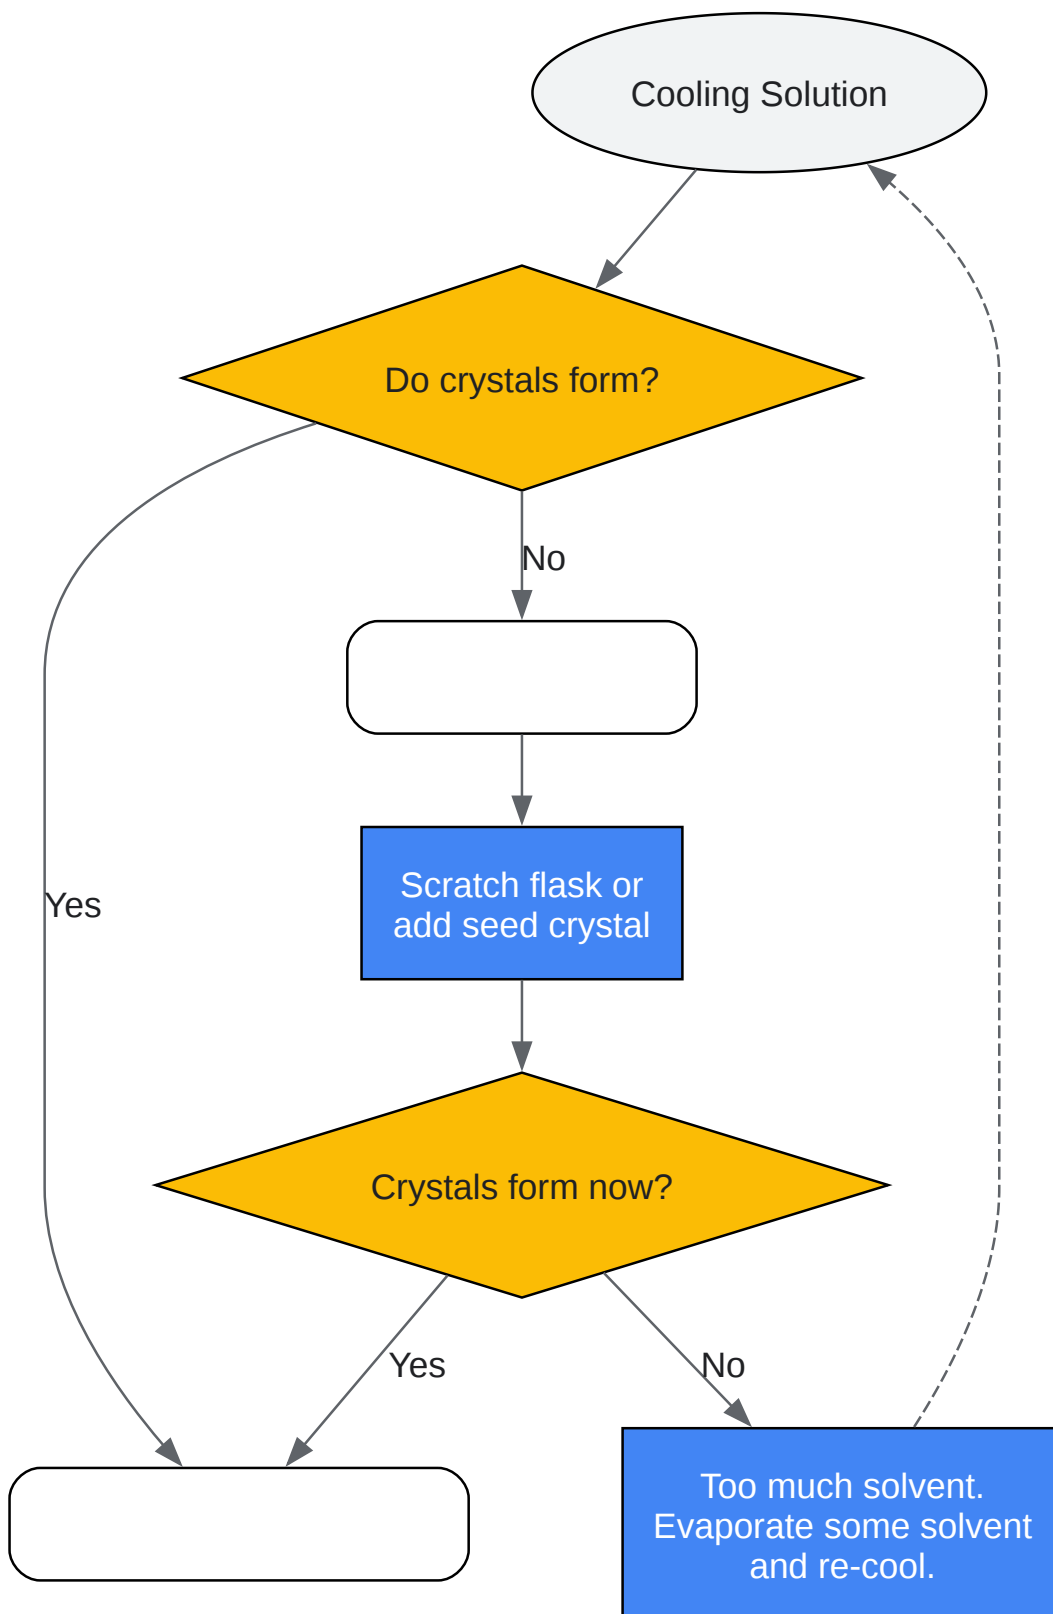 Cooling Solution
Do crystals form?
No
Scratch flask or
add seed crystal
Yes
Crystals form now?
Yes
No
Too much solvent.
Evaporate some solvent
and re-cool.